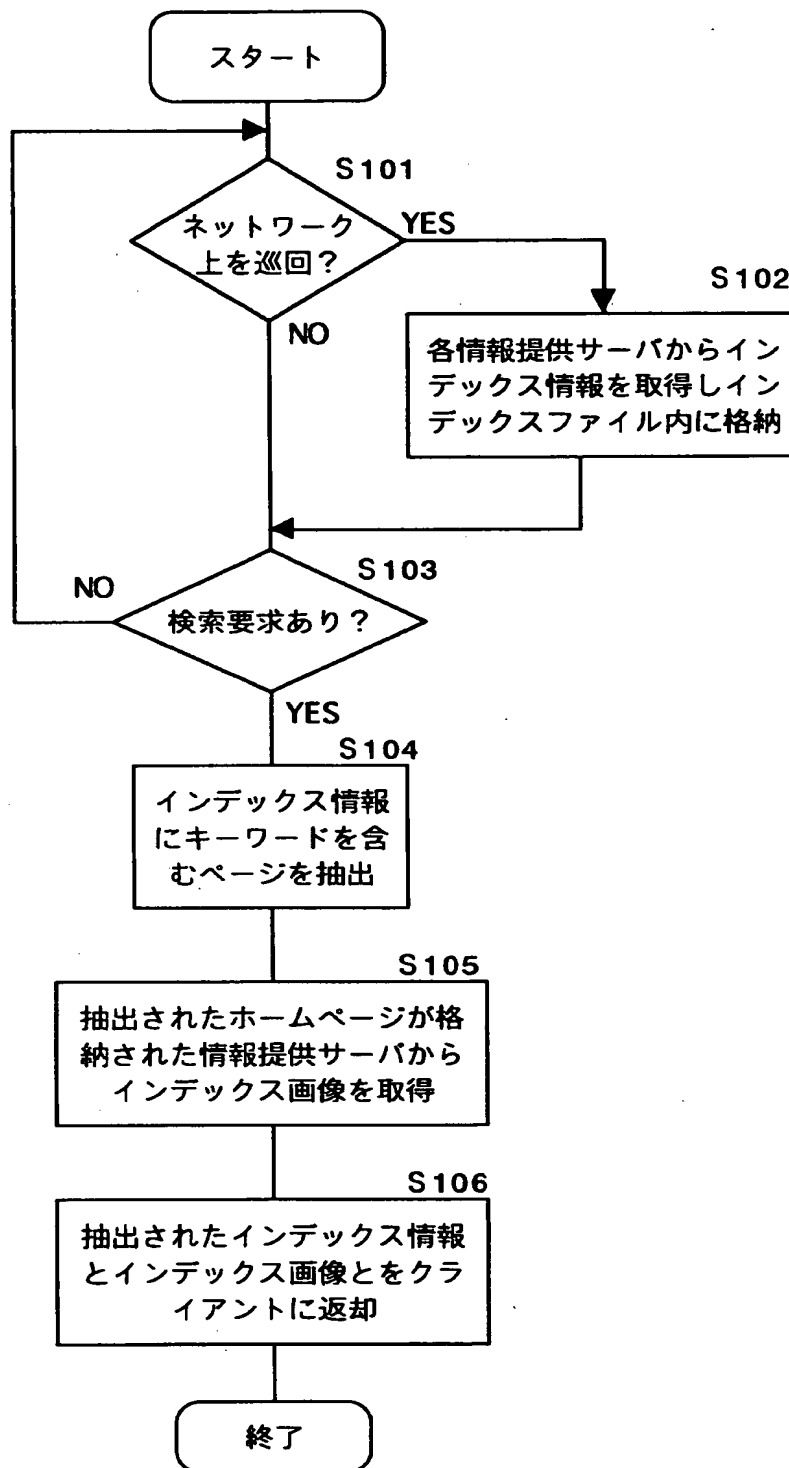 スタート
S101
ネットワーク
上を巡回？
YES
NO
S102
各情報提供サーバからイン
デックス情報を取得しイン
デックスファイル内に格納
S103
NO
検索要求あり？
YES
S104
インデックス情報
にキーワードを含
むページを抽出
S105
抽出されたホームページが格
納された情報提供サーバから
インデックス画像を取得
S106
抽出されたインデックス情報
とインデックス画像とをクラ
イアントに返却
終了